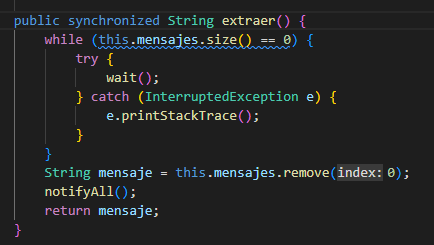 public synchronized String extraer() {
    while (this.mensajes.size() == 0) {
        try {
            wait();
        } catch (InterruptedException e) {
            e.printStackTrace();
        }
    }
    String mensaje = this.mensajes.remove(index: 0);
    notifyAll();
    return mensaje;
}